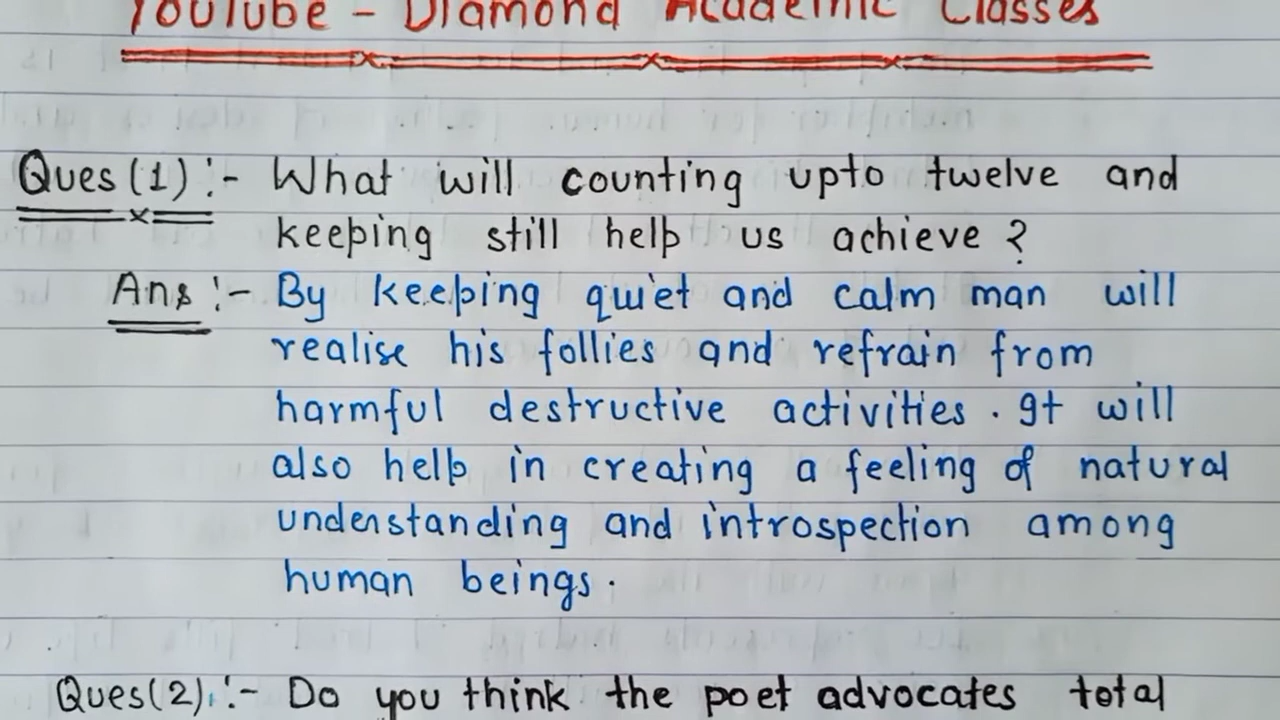 YouTube - Diamond Academic Classes
Ques (1) :- What will counting upto twelve and
keeping still help us achieve ?
Ans :- By keeping quiet and calm man will
realise his follies and refrain from
harmful destructive activities. It will
also help in creating a feeling of natural
understanding and introspection among
human beings.
Ques(2) :- Do you think the poet advocates total